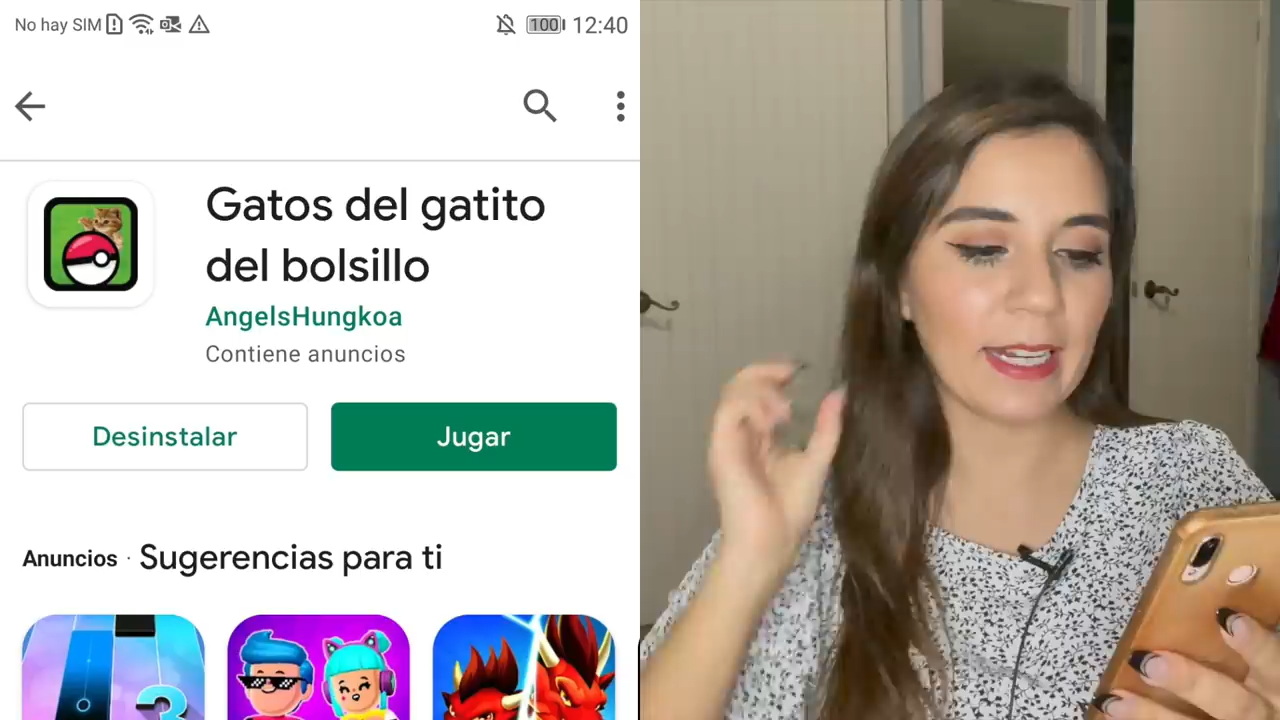 No hay SIM
100
12:40
Gatos del gatito
del bolsillo
AngelsHungkoa
Contiene anuncios
Desinstalar
Jugar
Anuncios · Sugerencias para ti
3